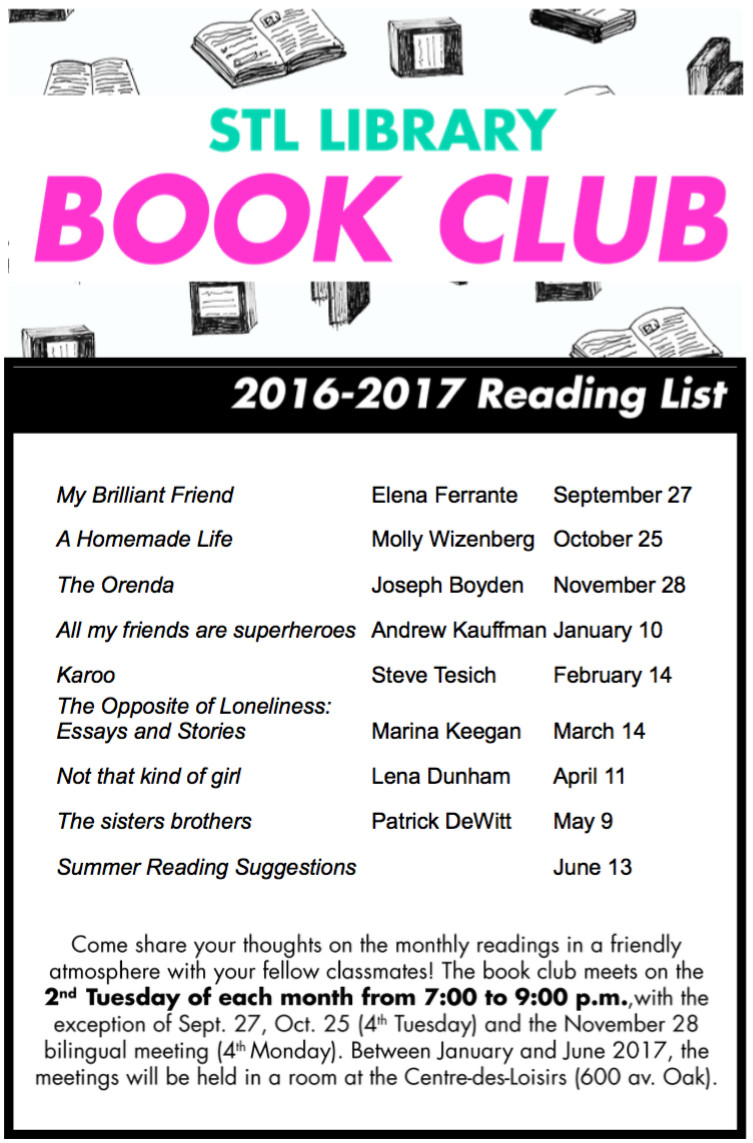 STL LIBRARY
BOOK CLUB
2016-2017 Reading List
My Brilliant Friend Elena Ferrante September 27
A Homemade Life Molly Wizenberg October 25
The Orenda Joseph Boyden November 28
All my friends are superheroes Andrew Kauffman January 10
Karoo Steve Tesich February 14
The Opposite of Loneliness:
Essays and Stories Marina Keegan March 14
Not that kind of girl Lena Dunham April 11
The sisters brothers Patrick DeWitt May 9
Summer Reading Suggestions June 13
Come share your thoughts on the monthly readings in a friendly
atmosphere with your fellow classmates! The book club meets on the
2nd Tuesday of each month from 7:00 to 9:00 p.m.,with the
exception of Sept. 27, Oct. 25 (4th Tuesday) and the November 28
bilingual meeting (4th Monday). Between January and June 2017, the
meetings will be held in a room at the Centre-des-Loisirs (600 av. Oak).